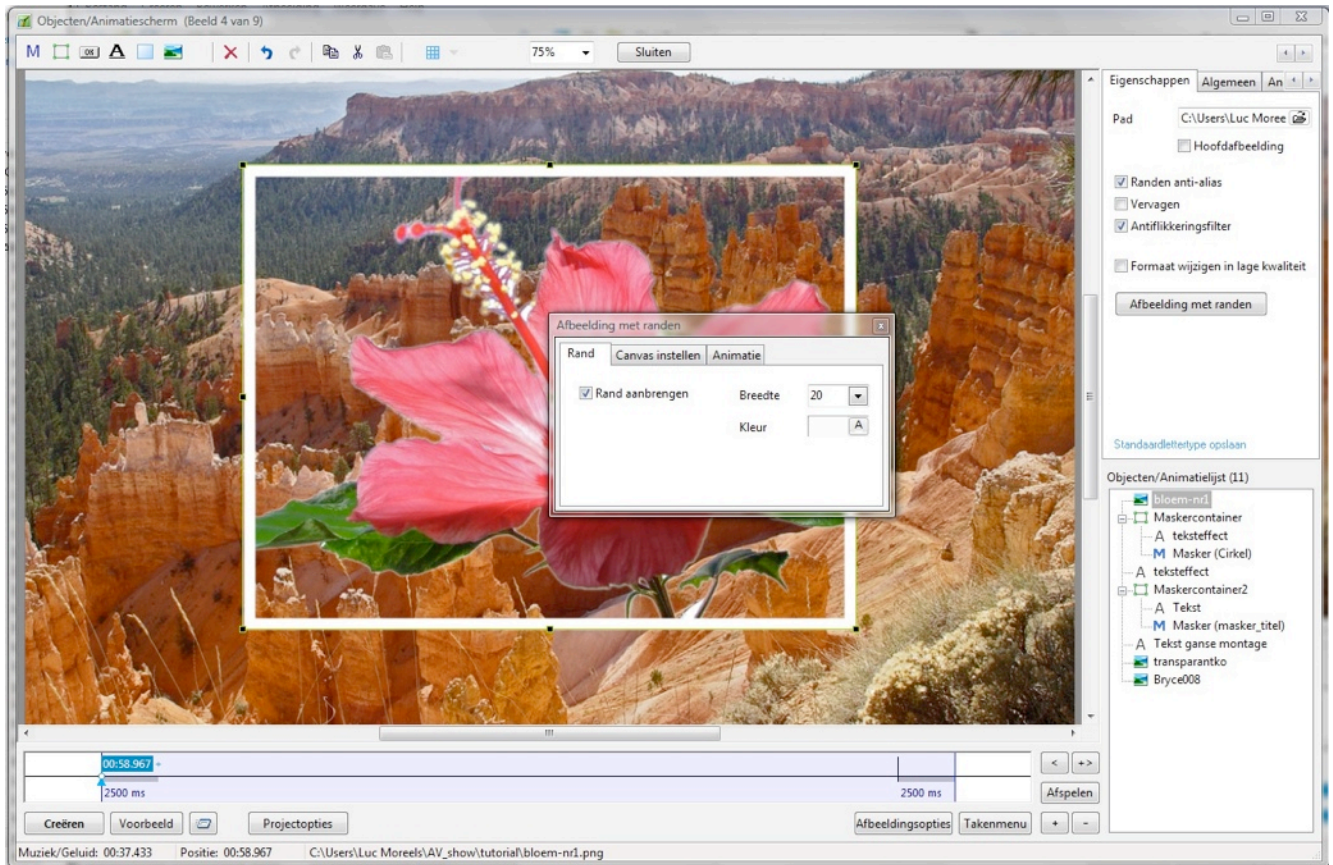 Objecten/Animatiescherm (Beeld 4 van 9)
M OK A 75% Sluiten
Eigenschappen Algemeen An
Pad C:\Users\Luc Moree
Hoofdafbeelding
Randen anti-alias
Vervagen
Antiflikkeringsfilter
Formaat wijzigen in lage kwaliteit
Afbeelding met randen
Standaardlettertype opslaan
Afbeelding met randen
Rand Canvas instellen Animatie
Rand aanbrengen Breedte 20
Kleur A
Objecten/Animatielijst (11)
bloem-nr1
Maskercontainer
A teksteffect
M Masker (Cirkel)
A teksteffect
Maskercontainer2
A Tekst
M Masker (masker_titel)
A Tekst ganse montage
transparantko
Bryce008
00:58.967
2500 ms 2500 ms
< +>
Afspelen
Creëren Voorbeeld Projectopties Afbeeldingsopties Takenmenu + -
Muziek/Geluid: 00:37.433 Positie: 00:58.967 C:\Users\Luc Moreels\AV_show\tutorial\bloem-nr1.png